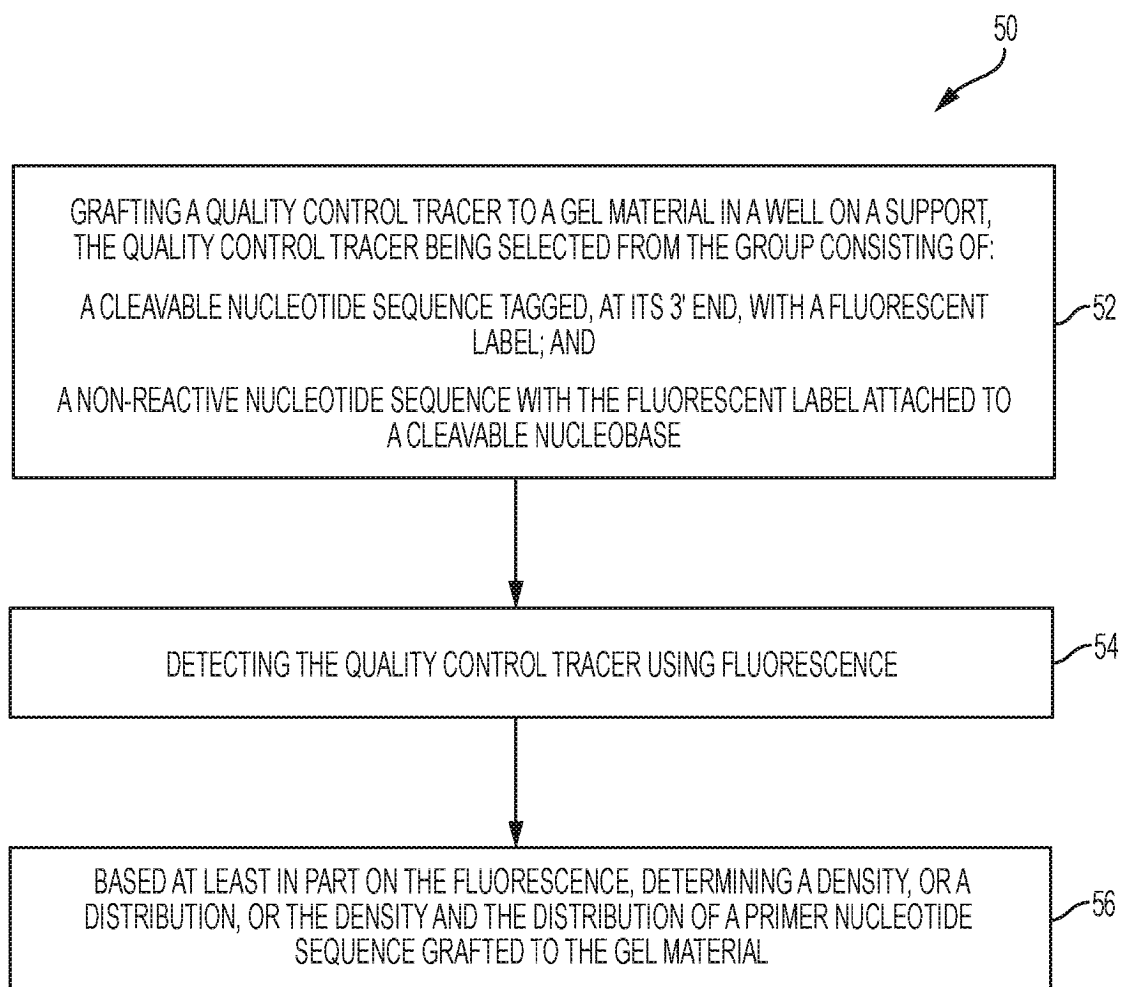 50
GRAFTING A QUALITY CONTROL TRACER TO A GEL MATERIAL IN A WELL ON A SUPPORT,
THE QUALITY CONTROL TRACER BEING SELECTED FROM THE GROUP CONSISTING OF:
A CLEAVABLE NUCLEOTIDE SEQUENCE TAGGED, AT ITS 3' END, WITH A FLUORESCENT
LABEL; AND
A NON-REACTIVE NUCLEOTIDE SEQUENCE WITH THE FLUORESCENT LABEL ATTACHED TO
A CLEAVABLE NUCLEOBASE
52
DETECTING THE QUALITY CONTROL TRACER USING FLUORESCENCE
54
BASED AT LEAST IN PART ON THE FLUORESCENCE, DETERMINING A DENSITY, OR A
DISTRIBUTION, OR THE DENSITY AND THE DISTRIBUTION OF A PRIMER NUCLEOTIDE
SEQUENCE GRAFTED TO THE GEL MATERIAL
56